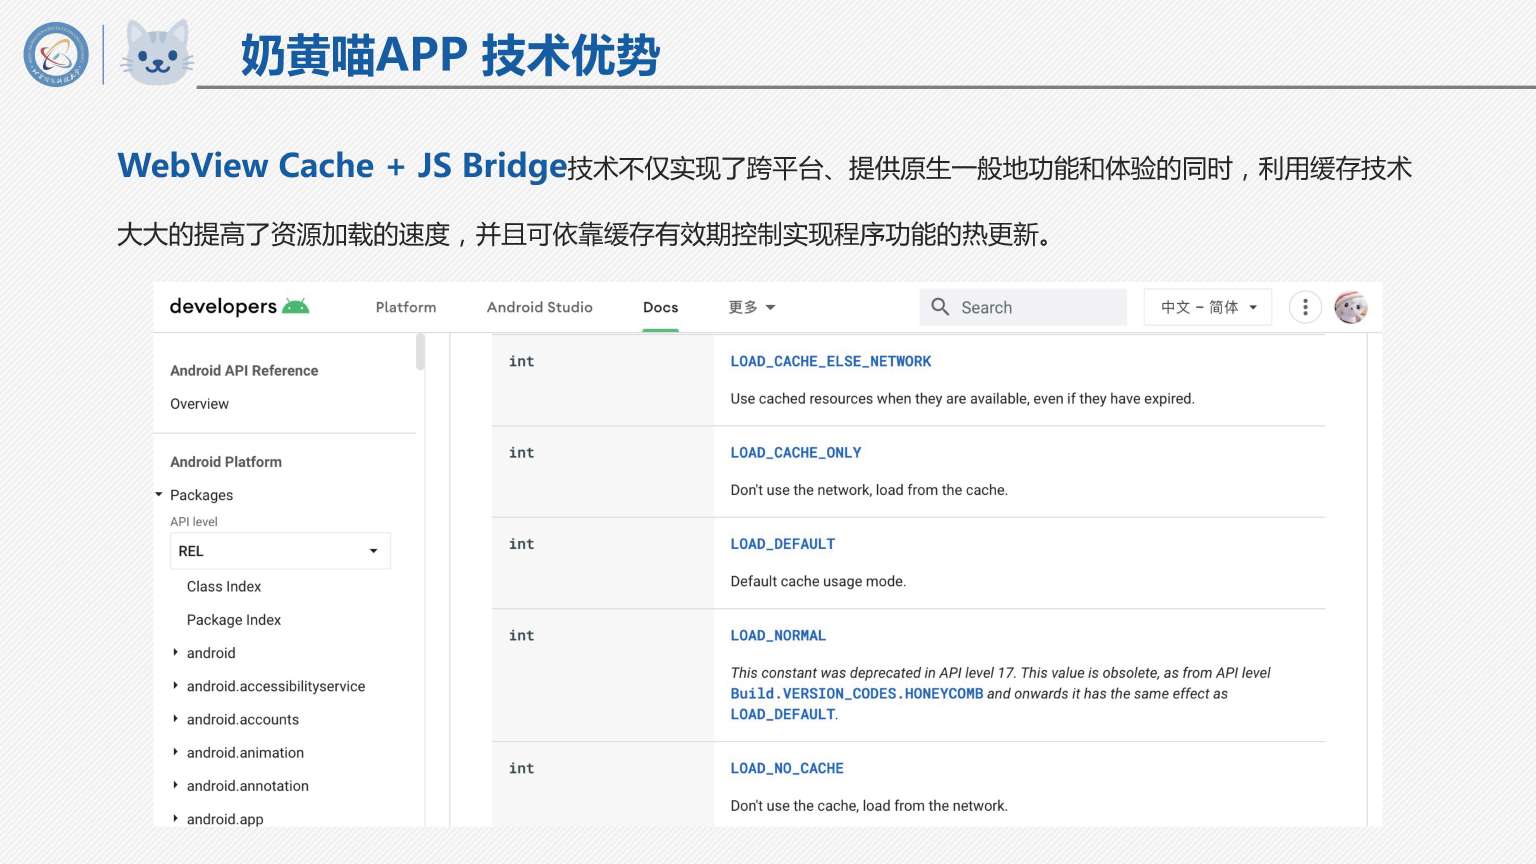 奶黄喵APP 技术优势
WebView Cache + JS Bridge技术不仅实现了跨平台、提供原生一般地功能和体验的同时，利用缓存技术
大大的提高了资源加载的速度，并且可依靠缓存有效期控制实现程序功能的热更新。
developers
Platform
Android Studio
Docs
更多
Search
中文 – 简体
Android API Reference
Overview
Android Platform
Packages
API level
REL
Class Index
Package Index
android
android.accessibilityservice
android.accounts
android.animation
android.annotation
android.app
int
LOAD_CACHE_ELSE_NETWORK
Use cached resources when they are available, even if they have expired.
int
LOAD_CACHE_ONLY
Don't use the network, load from the cache.
int
LOAD_DEFAULT
Default cache usage mode.
int
LOAD_NORMAL
This constant was deprecated in API level 17. This value is obsolete, as from API level
Build.VERSION_CODES.HONEYCOMB and onwards it has the same effect as
LOAD_DEFAULT.
int
LOAD_NO_CACHE
Don't use the cache, load from the network.